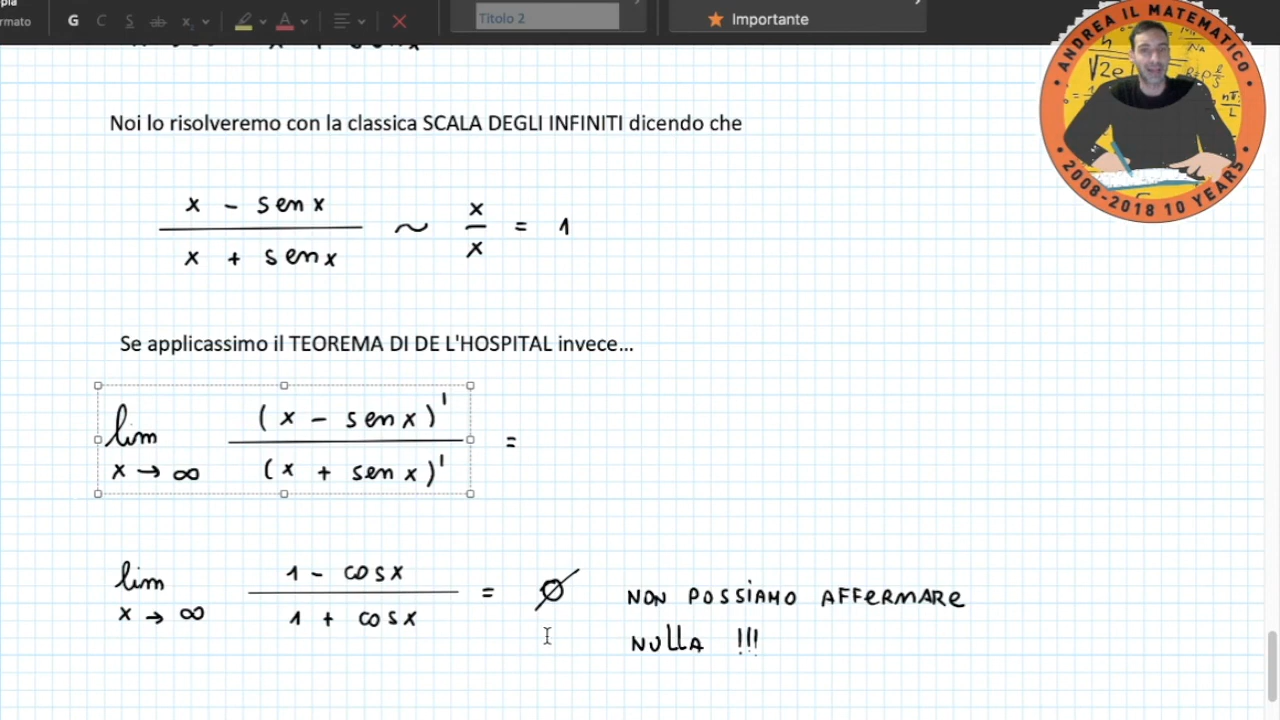 G C S ab x
Titolo 2
Importante
Noi lo risolveremo con la classica SCALA DEGLI INFINITI dicendo che
x - sen x
x + sen x
~ x
x
= 1
Se applicassimo il TEOREMA DI DE L'HOSPITAL invece...
lim
x → ∞
(x - sen x)'
(x + sen x)'
=
lim
x → ∞
1 - cos x
1 + cos x
= ∅
NON POSSIAMO AFFERMARE
NULLA !!!
ANDREA IL MATEMATICO
2008-2018 10 YEARS